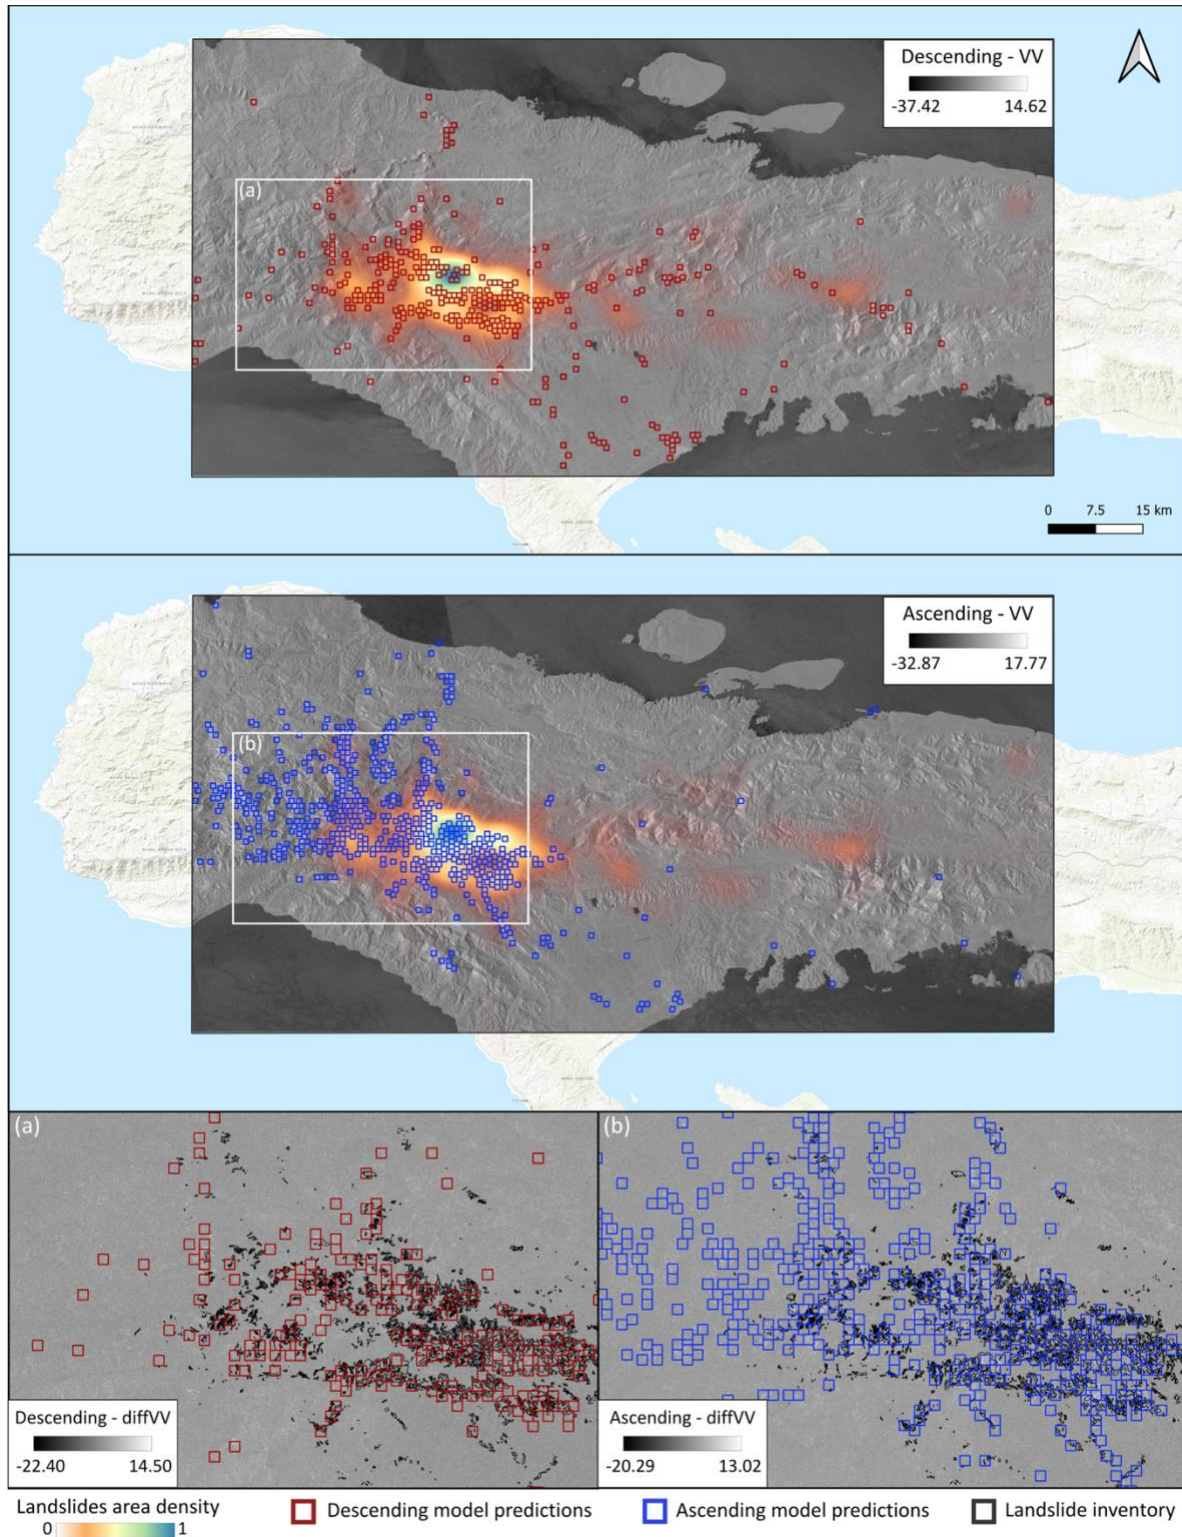 Descending - VV
-37.42 14.62
(a)
0 7.5 15 km
Ascending - VV
-32.87 17.77
(b)
(a)
(b)
Descending - diffVV
-22.40 14.50
Ascending - diffVV
-20.29 13.02
Landslides area density
0 1
Descending model predictions
Ascending model predictions
Landslide inventory